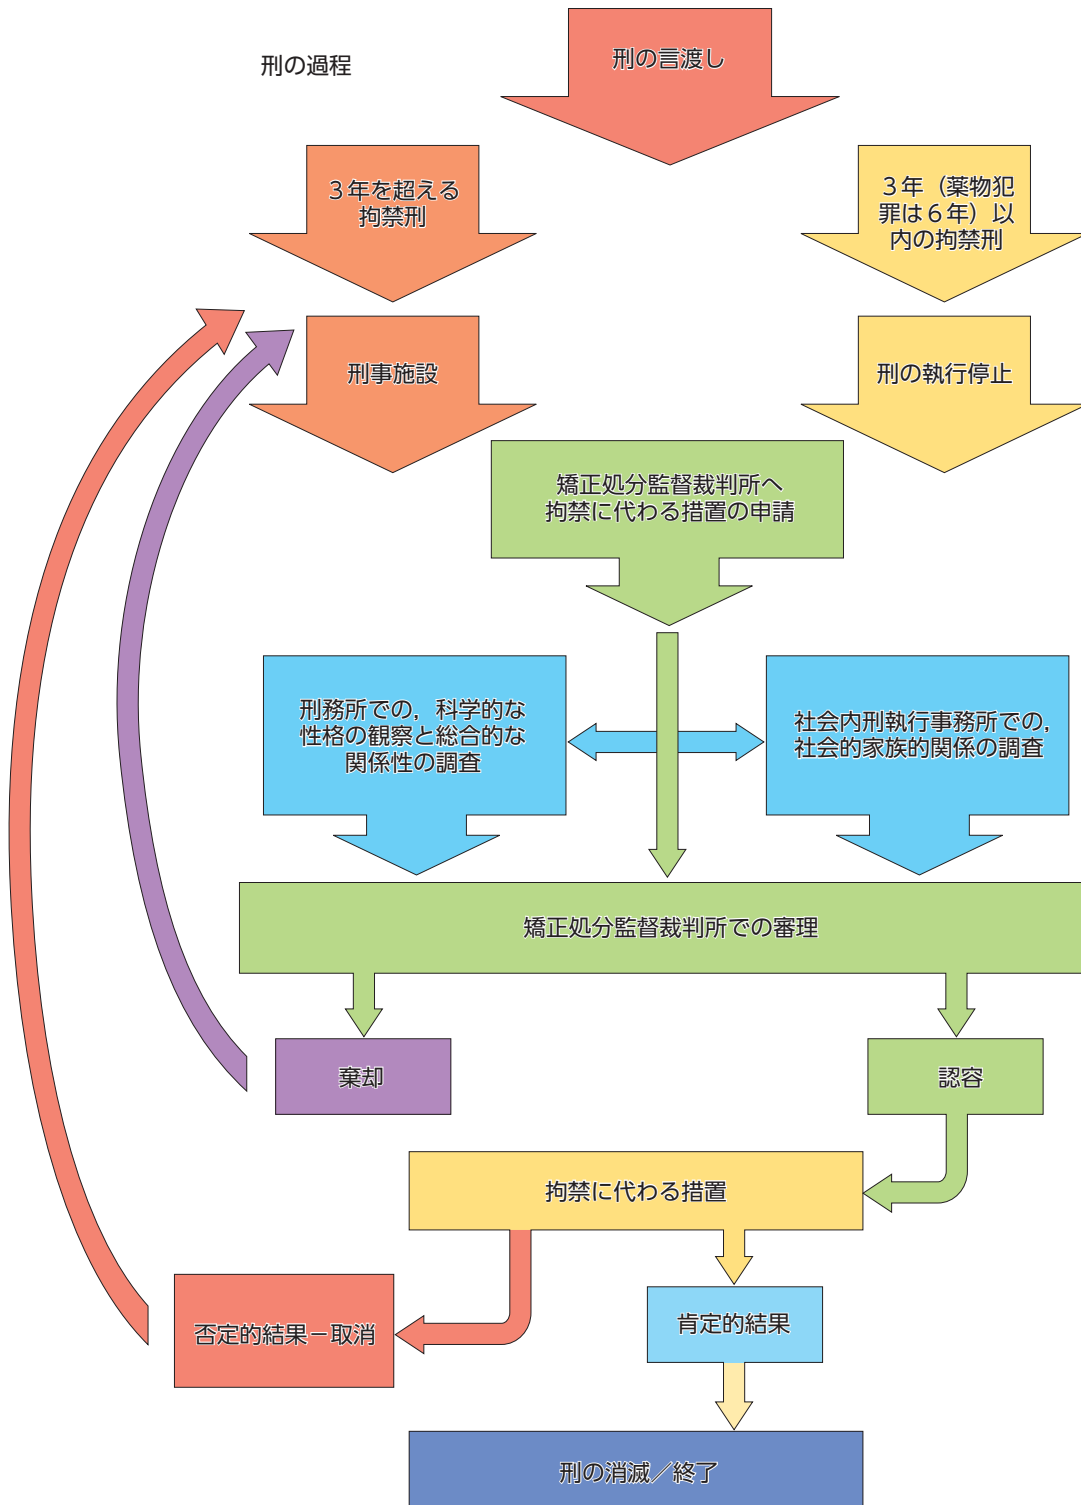 刑の過程
刑の言渡し
３年を超える
拘禁刑
３年（薬物犯
罪は６年）以
内の拘禁刑
刑事施設
刑の執行停止
矯正処分監督裁判所へ
拘禁に代わる措置の申請
刑務所での，科学的な
性格の観察と総合的な
関係性の調査
社会内刑執行事務所での，
社会的家族的関係の調査
矯正処分監督裁判所での審理
棄却
認容
拘禁に代わる措置
否定的結果－取消
肯定的結果
刑の消滅／終了